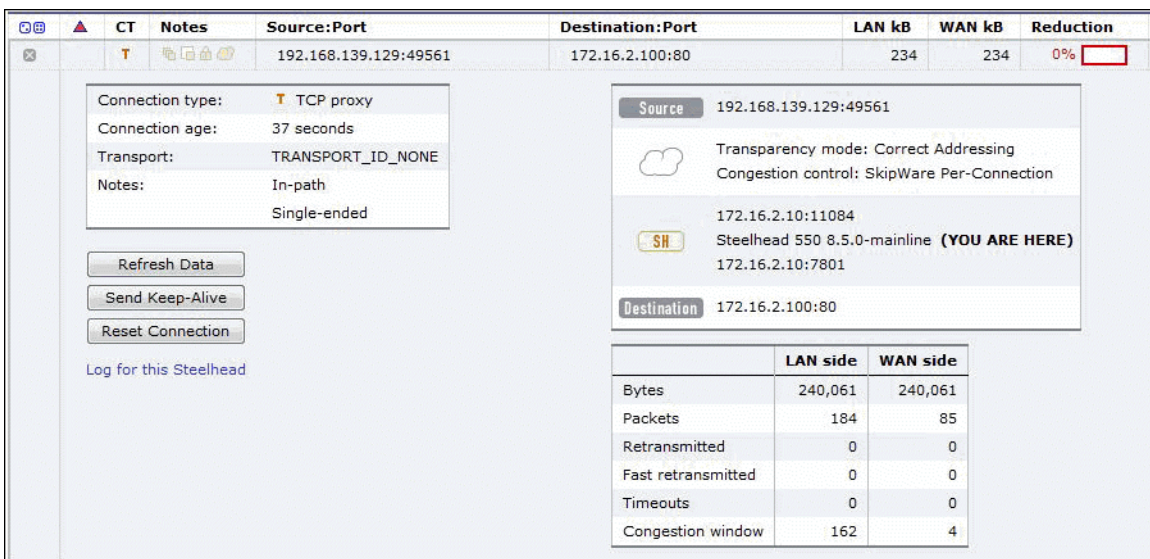 CT Notes Source:Port Destination:Port LAN kB WAN kB Reduction
T 192.168.139.129:49561 172.16.2.100:80 234 234 0%
Connection type: T TCP proxy
Connection age: 37 seconds
Transport: TRANSPORT_ID_NONE
Notes: In-path
Single-ended
Refresh Data
Send Keep-Alive
Reset Connection
Log for this Steelhead
Source 192.168.139.129:49561
Transparency mode: Correct Addressing
Congestion control: SkipWare Per-Connection
172.16.2.10:11084
SH Steelhead 550 8.5.0-mainline (YOU ARE HERE)
172.16.2.10:7801
Destination 172.16.2.100:80
LAN side WAN side
Bytes 240,061 240,061
Packets 184 85
Retransmitted 0 0
Fast retransmitted 0 0
Timeouts 0 0
Congestion window 162 4